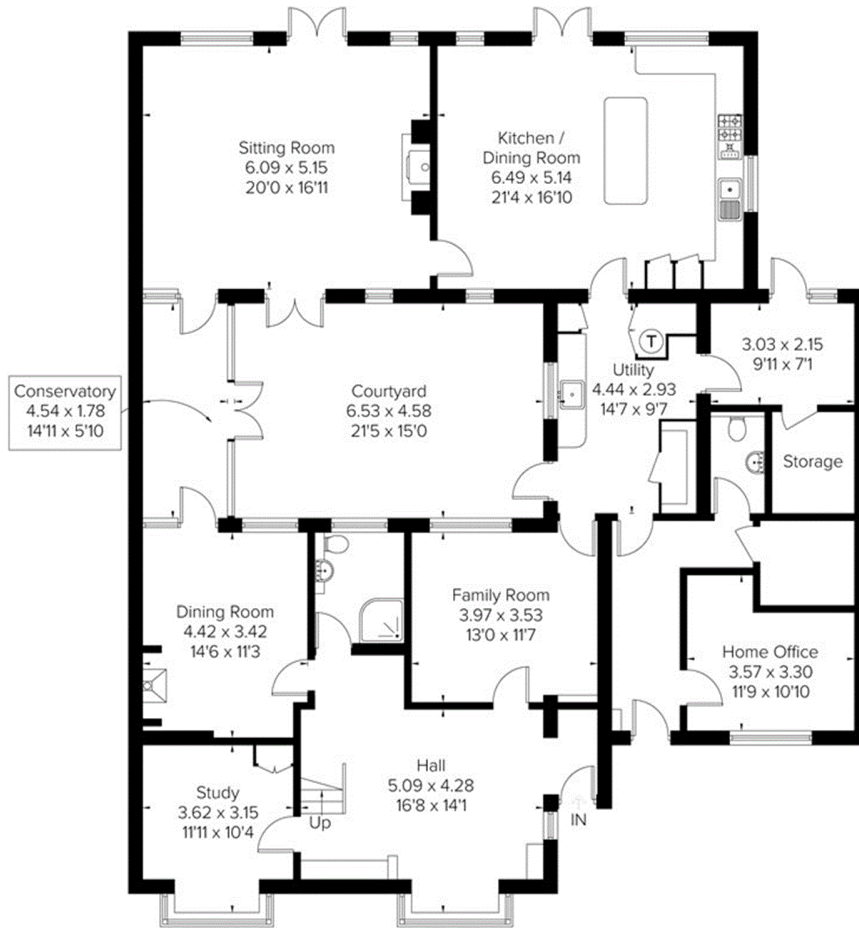 Sitting Room
6.09 x 5.15
20'0 x 16'11
Kitchen /
Dining Room
6.49 x 5.14
21'4 x 16'10
Conservatory
4.54 x 1.78
14'11 x 5'10
Courtyard
6.53 x 4.58
21'5 x 15'0
T
Utility
4.44 x 2.93
14'7 x 9'7
3.03 x 2.15
9'11 x 7'1
Storage
Dining Room
4.42 x 3.42
14'6 x 11'3
Family Room
3.97 x 3.53
13'0 x 11'7
Home Office
3.57 x 3.30
11'9 x 10'10
Study
3.62 x 3.15
11'11 x 10'4
Up
Hall
5.09 x 4.28
16'8 x 14'1
IN